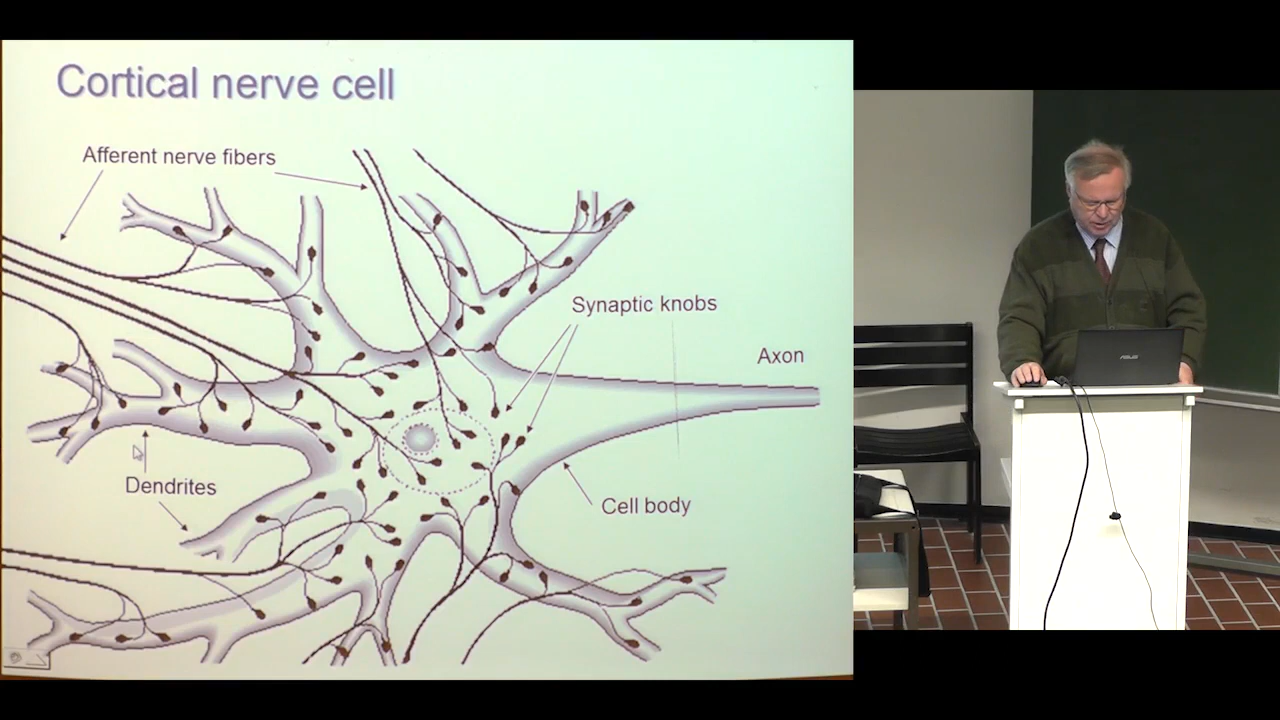 Cortical nerve cell
Afferent nerve fibers
Synaptic knobs
Axon
Dendrites
Cell body
ASUS